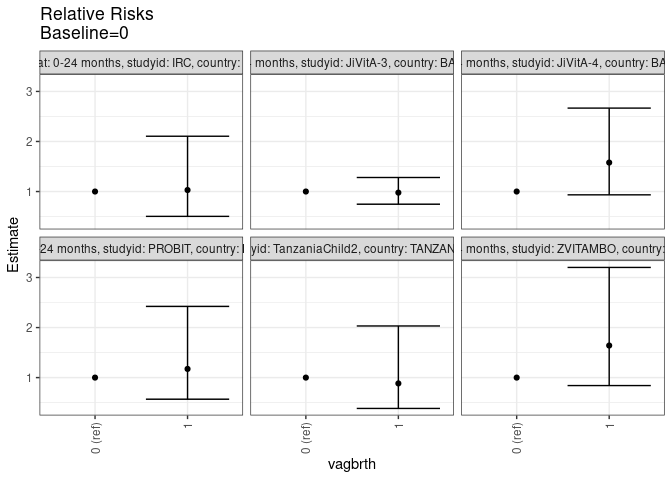 Relative Risks
Baseline=0
at: 0-24 months, studyid: IRC, country:
months, studyid: JiVitA-3, country: BA
months, studyid: JiVitA-4, country: BA
3
2
1
24 months, studyid: PROBIT, country:
yid: TanzaniaChild2, country: TANZAN
months, studyid: ZVITAMBO, country:
3
2
1
Estimate
0 (ref)
1
0 (ref)
1
0 (ref)
1
vagbrth